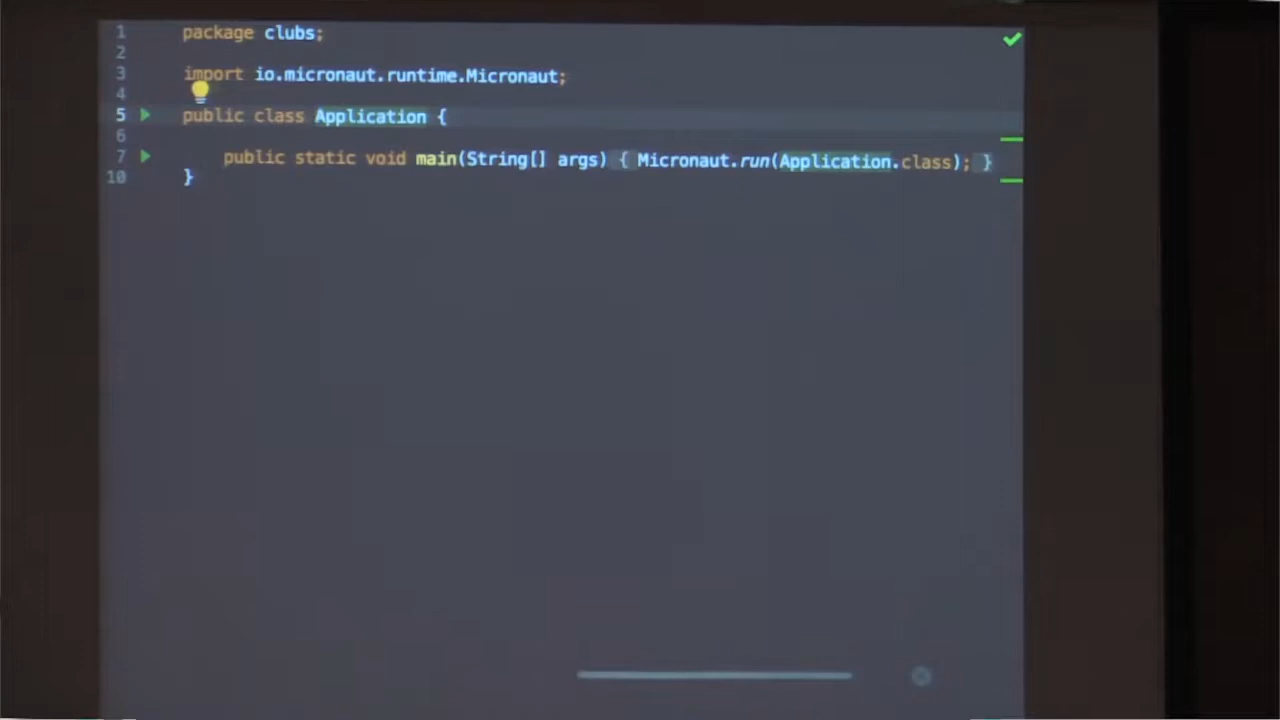 1 package clubs;
2
3 import io.micronaut.runtime.Micronaut;
4
5 public class Application {
6
7 public static void main(String[] args) { Micronaut.run(Application.class); }
10 }